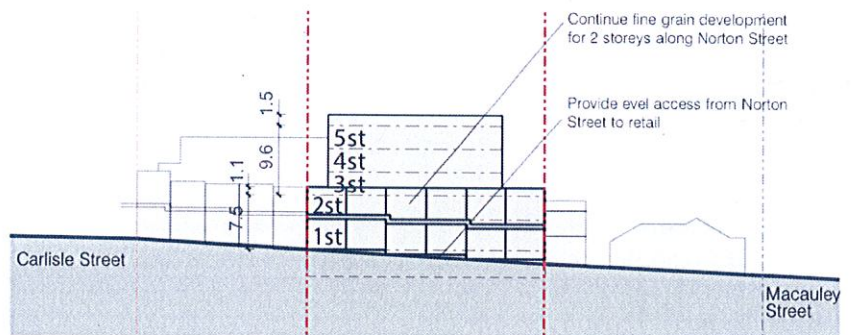 Continue fine grain development
for 2 storeys along Norton Street
Provide evel access from Norton
Street to retail
1.5
9.6
1.1
7.5
5st
4st
3st
2st
1st
Carlisle Street
Macauley
Street